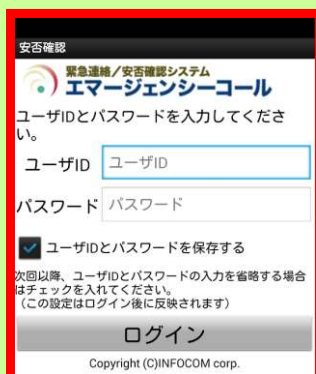 安否確認
緊急連絡/安否確認システム
エマージェンシーコール
ユーザIDとパスワードを入力してくださ
い。
ユーザID ユーザID
パスワード パスワード
ユーザIDとパスワードを保存する
次回以降、ユーザIDとパスワードの入力を省略する場合
はチェックを入れてください。
(この設定はログイン後に反映されます)
ログイン
Copyright (C)INFOCOM corp.